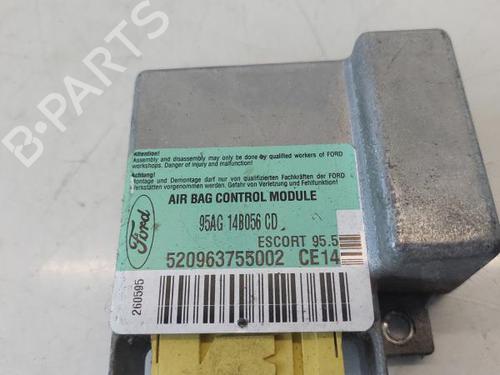 B-PARTS
Attention!
Assembly and disassembly may only be done by qualified workers of FORD
workshops. Danger of injury and malfunction!
Achtung!
Montage und Demontage darf nur von qualifizierten Fachkräften der FORD
Werkstätten vorgenommen werden. Gefahr von Verletzung und Fehlfunktion!
AIR BAG CONTROL MODULE
Ford
95AG 14B056 CD
ESCORT 95.5
520963755002 CE14
260595